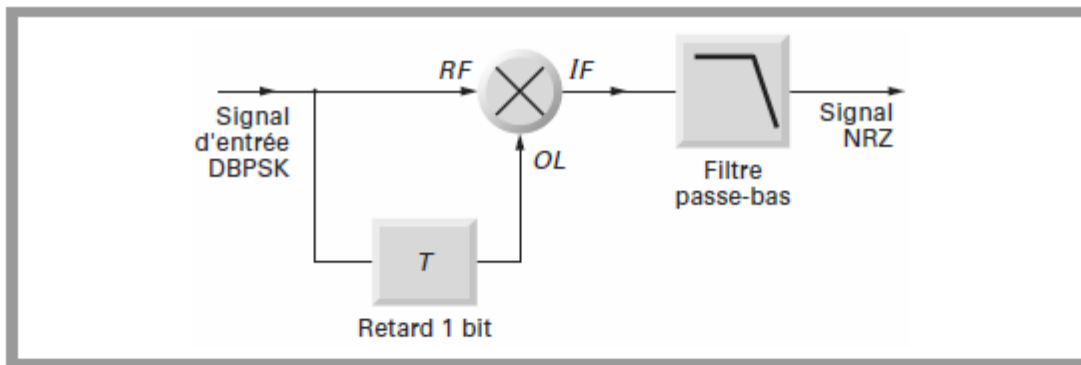 RF
IF
Signal
d'entrée
DBPSK
OL
Signal
NRZ
Filtre
passe-bas
T
Retard 1 bit